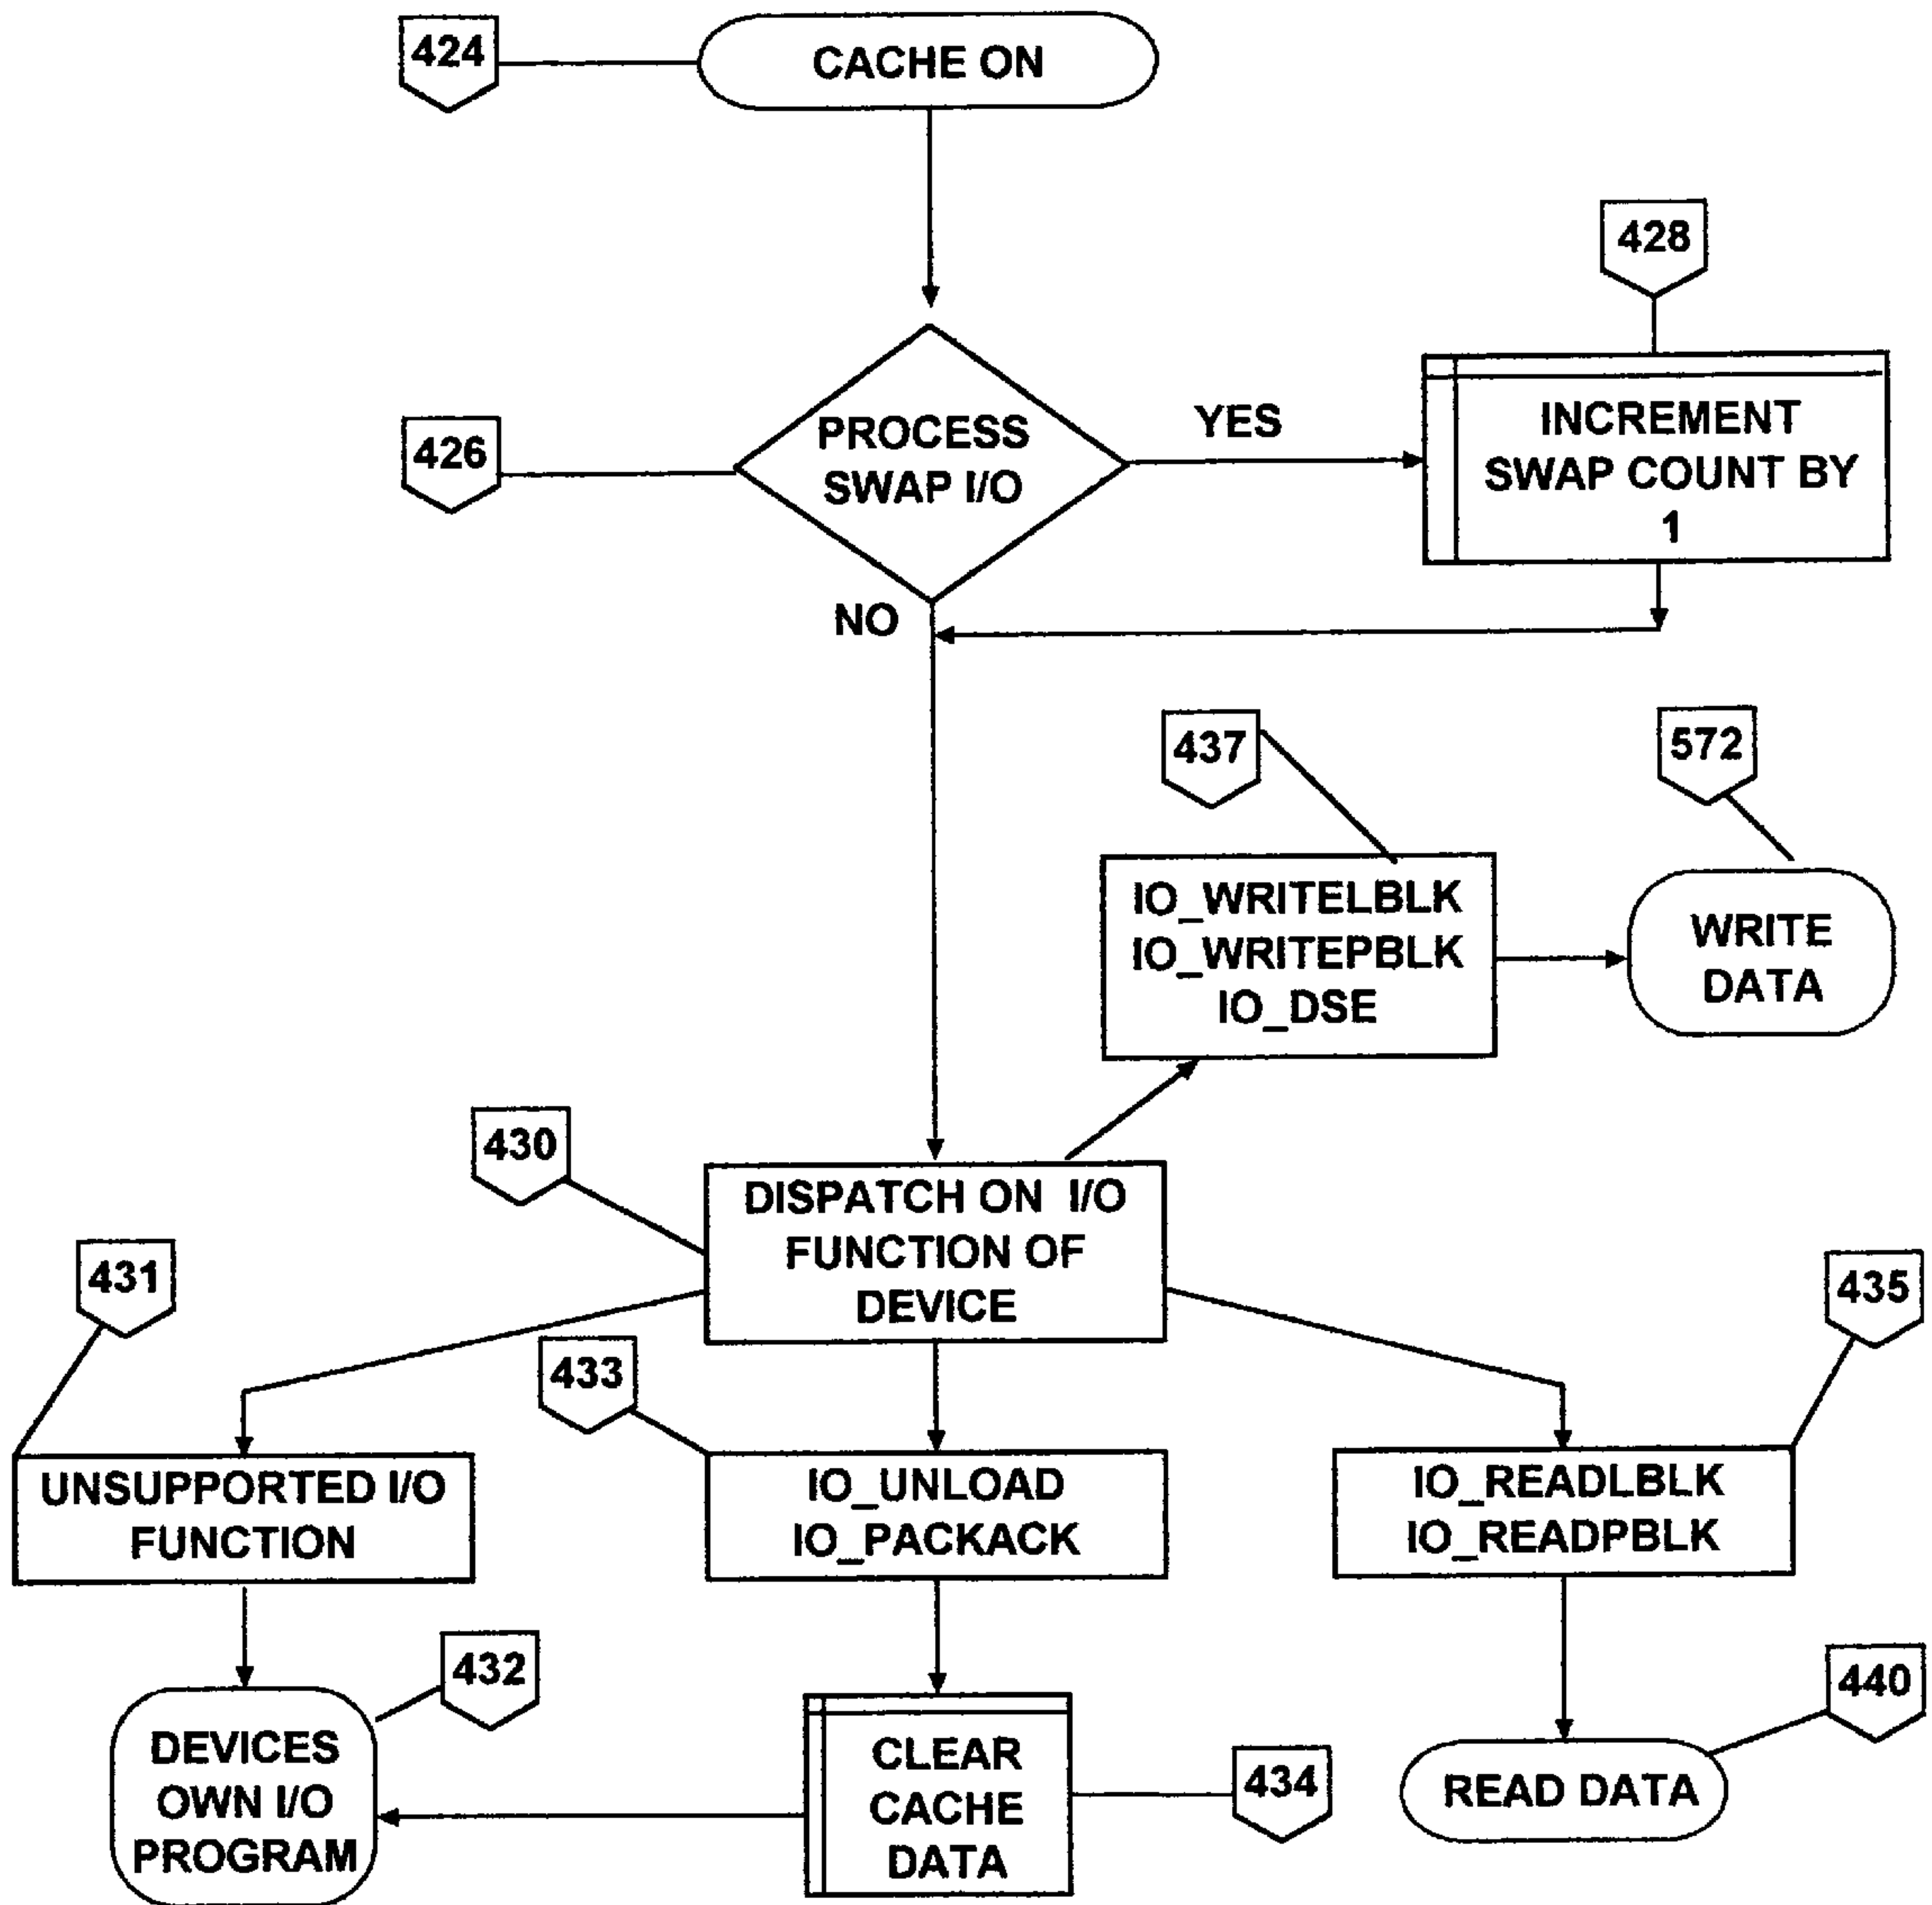 424
CACHE ON
428
426
PROCESS
SWAP I/O
YES
INCREMENT
SWAP COUNT BY
1
NO
437
572
IO_WRITELBLK
IO_WRITEPBLK
IO_DSE
WRITE
DATA
430
DISPATCH ON I/O
FUNCTION OF
DEVICE
431
433
435
UNSUPPORTED I/O
FUNCTION
IO_UNLOAD
IO_PACKACK
IO_READLBLK
IO_READPBLK
432
440
DEVICES
OWN I/O
PROGRAM
CLEAR
CACHE
DATA
434
READ DATA